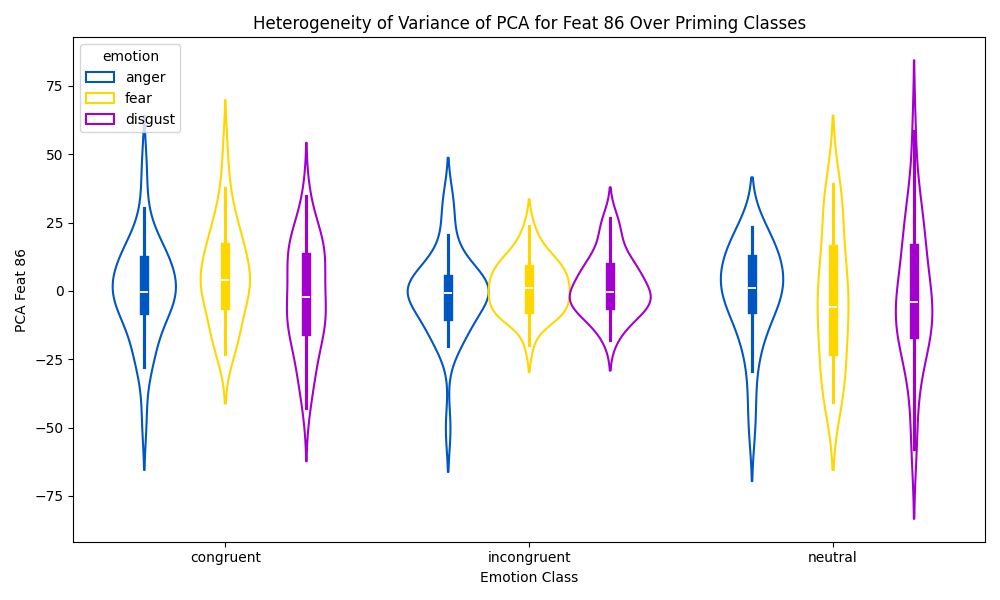 Heterogeneity of Variance of PCA for Feat 86 Over Priming Classes
emotion
anger
fear
disgust
PCA Feat 86
75
50
25
0
−25
−50
−75
congruent
incongruent
neutral
Emotion Class